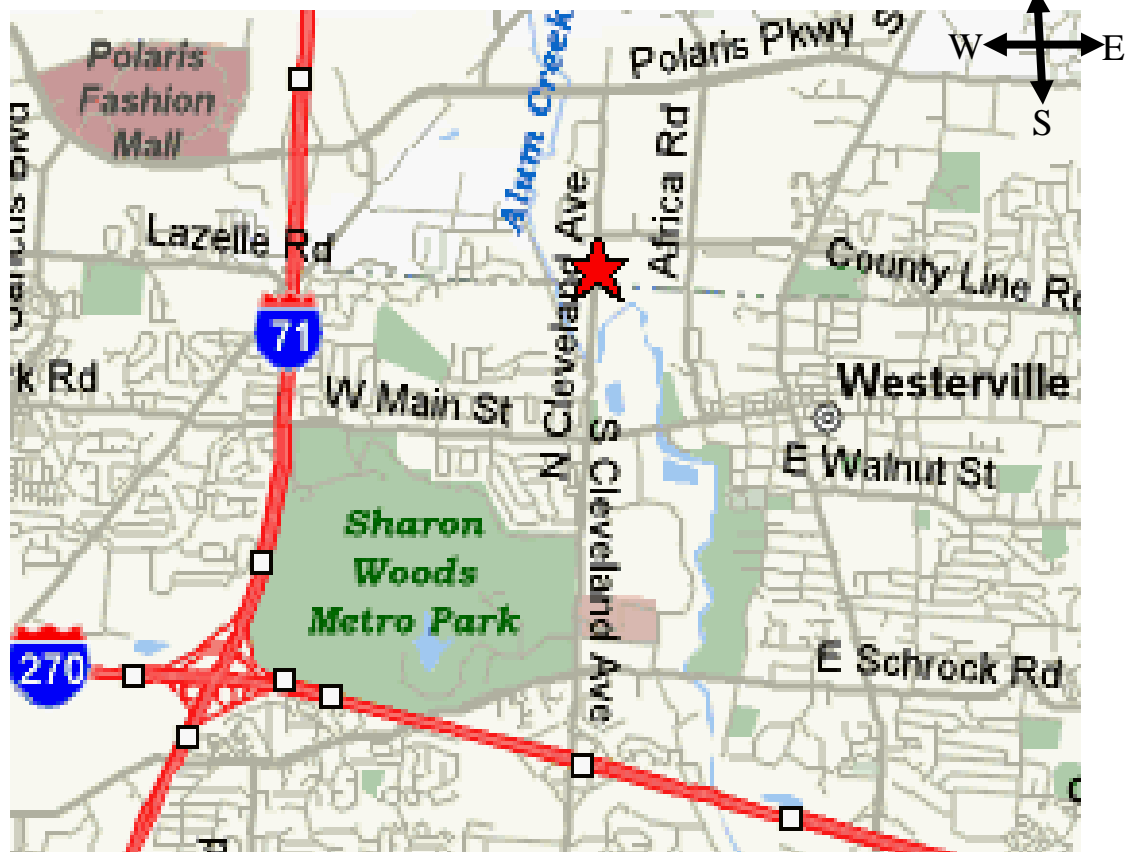 Polaris
Fashion
Mall
Polaris Pkwy
S
W
E
S
Alum Creek
Africa Rd
Lazelle Rd
County Line Rd
71
k Rd
W Main St
N Cleveland Ave
Westerville
E Walnut St
S Cleveland Ave
Sharon
Woods
Metro Park
270
E Schrock Rd